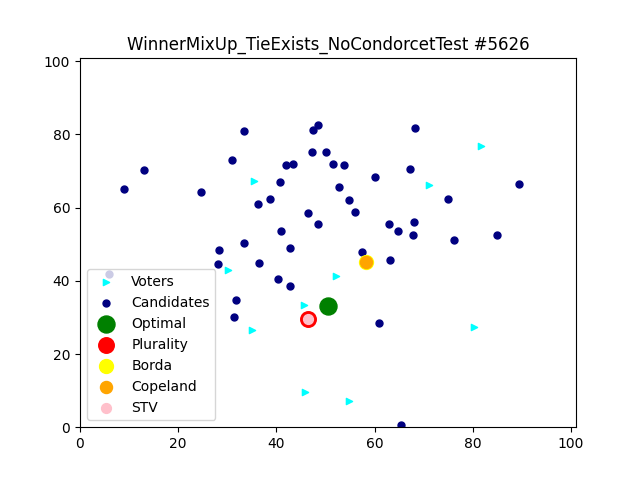 WinnerMixUp_TieExists_NoCondorcetTest #5626
100
80
60
40
20
0
0 20 40 60 80 100
Voters
Candidates
Optimal
Plurality
Borda
Copeland
STV